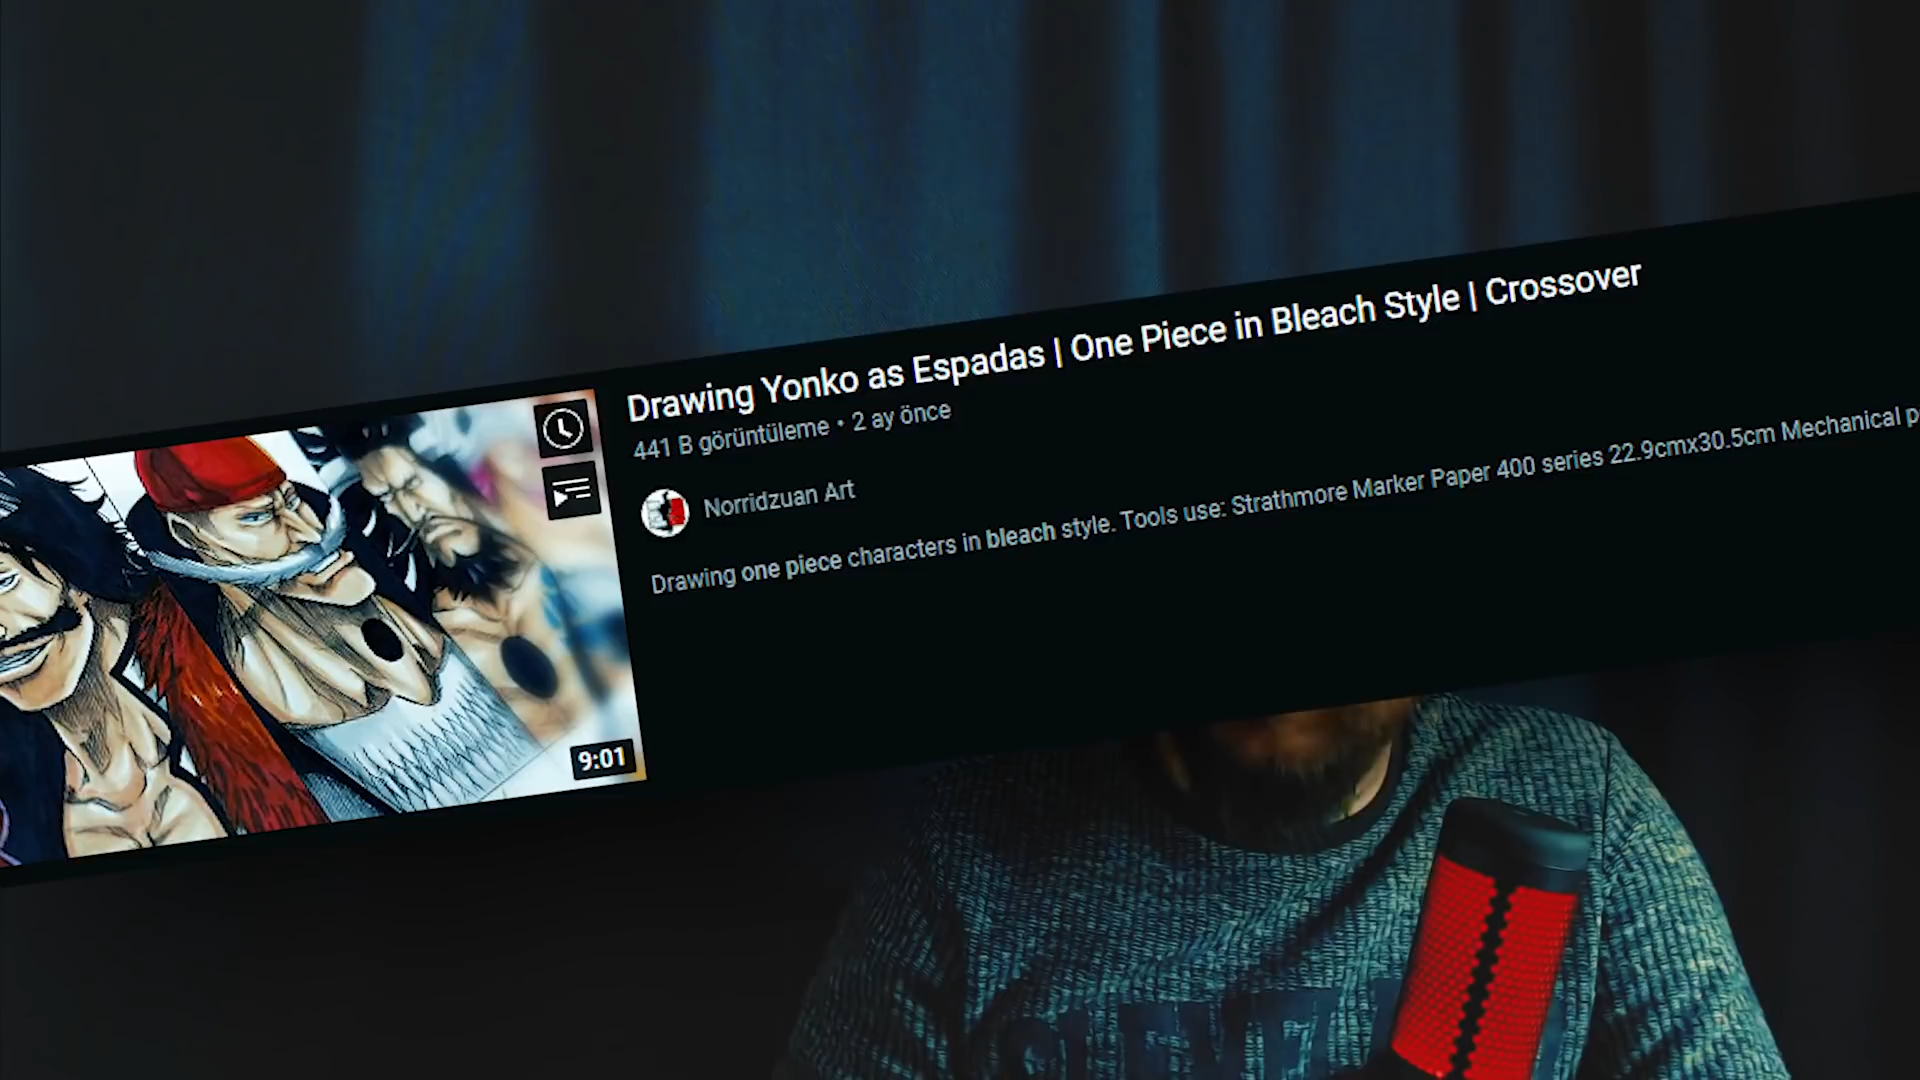 Drawing Yonko as Espadas | One Piece in Bleach Style | Crossover
441 B görüntüleme • 2 ay önce
Norridzuan Art
Drawing one piece characters in bleach style. Tools use: Strathmore Marker Paper 400 series 22.9cmx30.5cm Mechanical
9:01